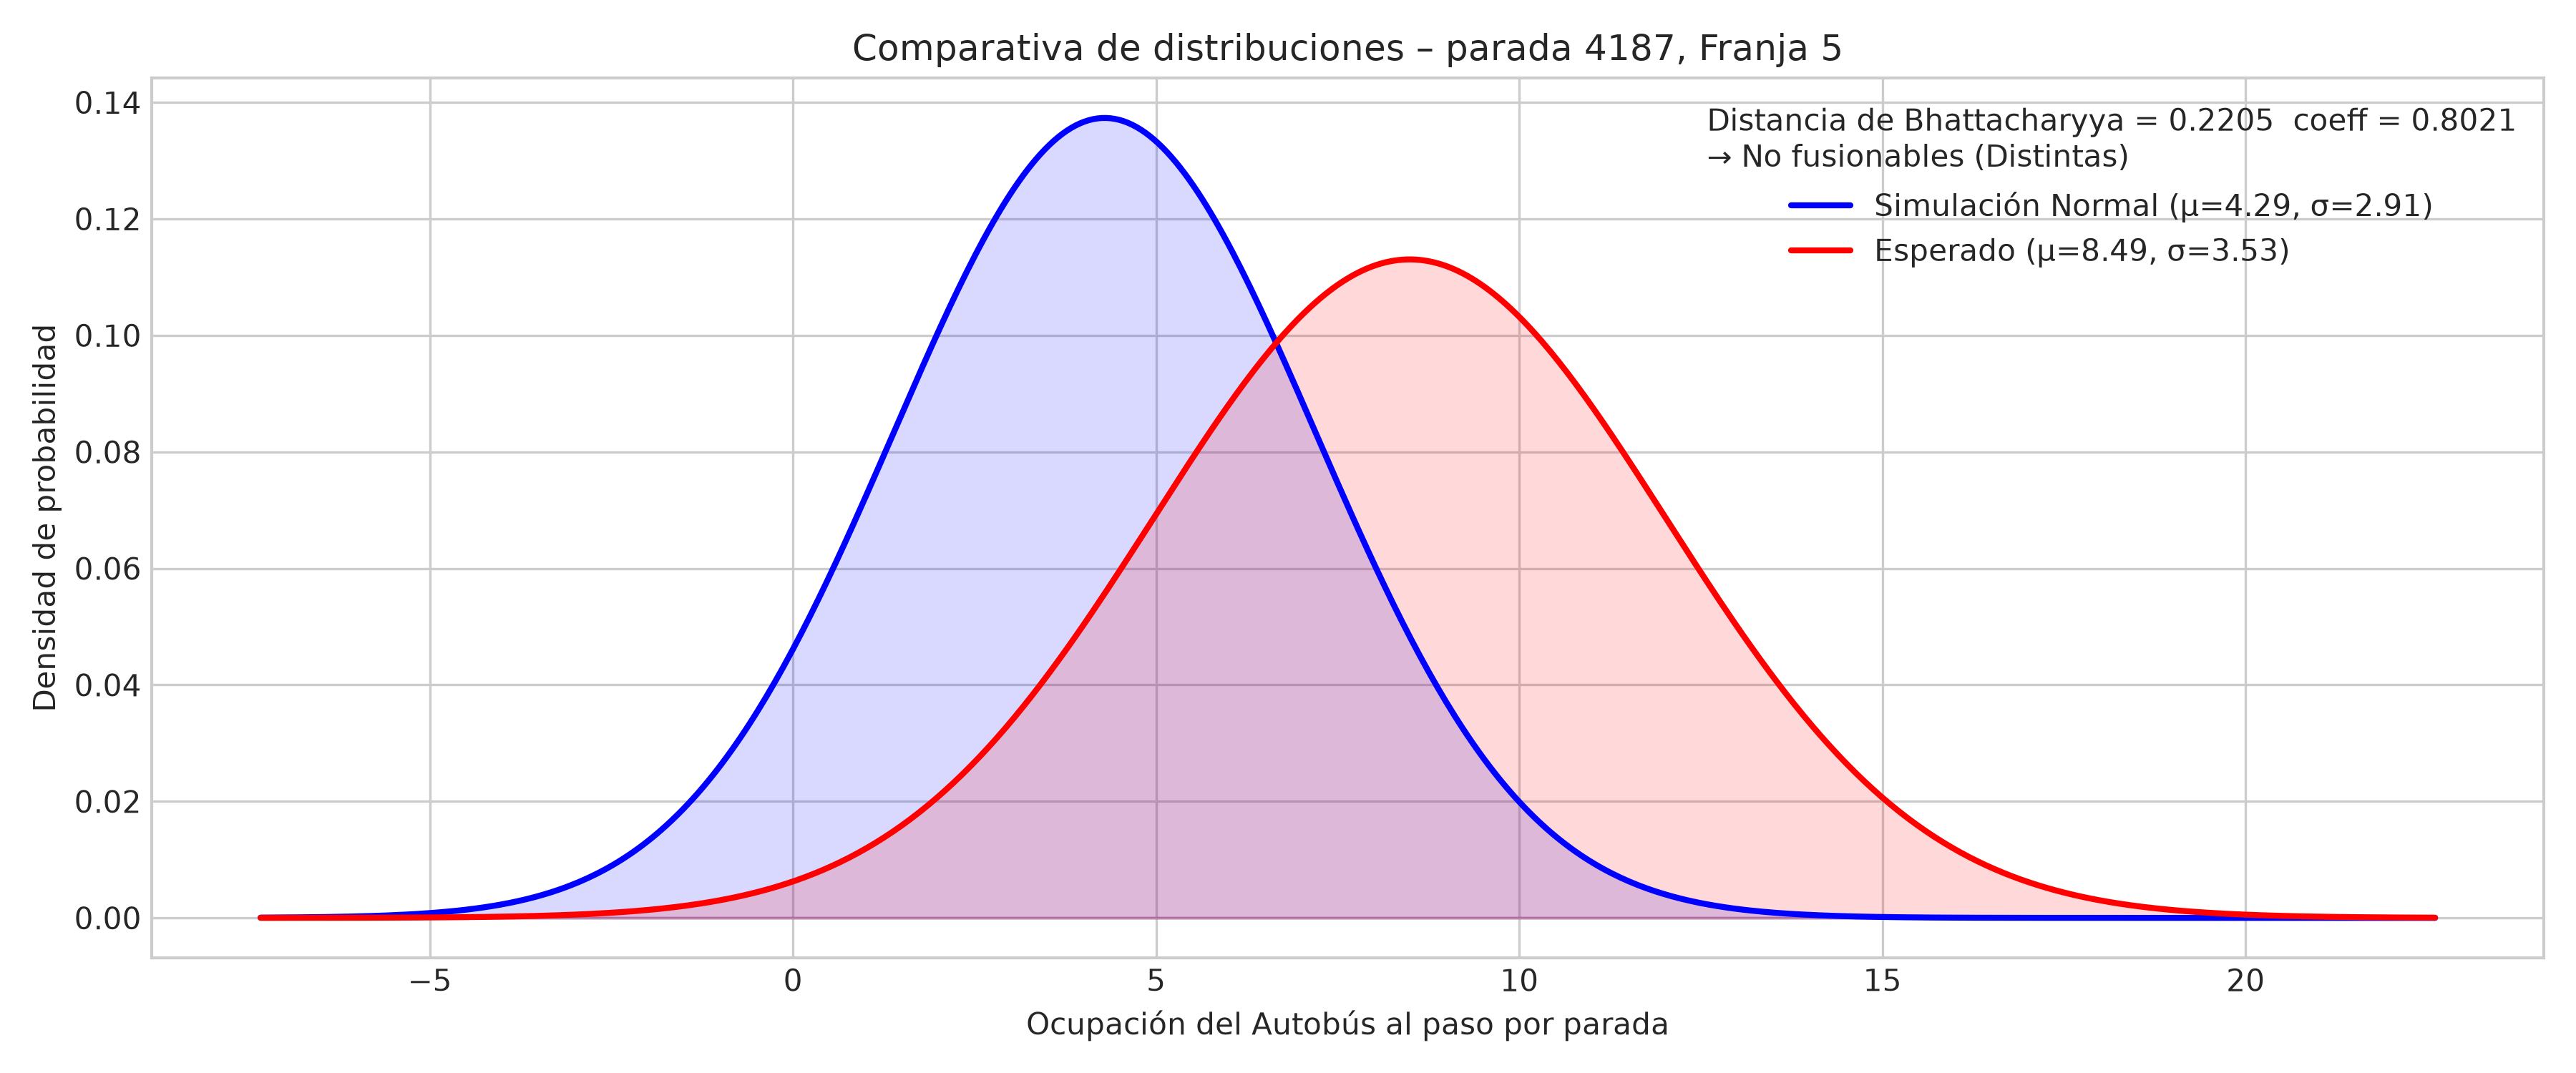 Comparativa de distribuciones – parada 4187, Franja 5
Distancia de Bhattacharyya = 0.2205  coeff = 0.8021
→ No fusionables (Distintas)
Simulación Normal (μ=4.29, σ=2.91)
Esperado (μ=8.49, σ=3.53)
Densidad de probabilidad
0.14
0.12
0.10
0.08
0.06
0.04
0.02
0.00
−5 0 5 10 15 20
Ocupación del Autobús al paso por parada